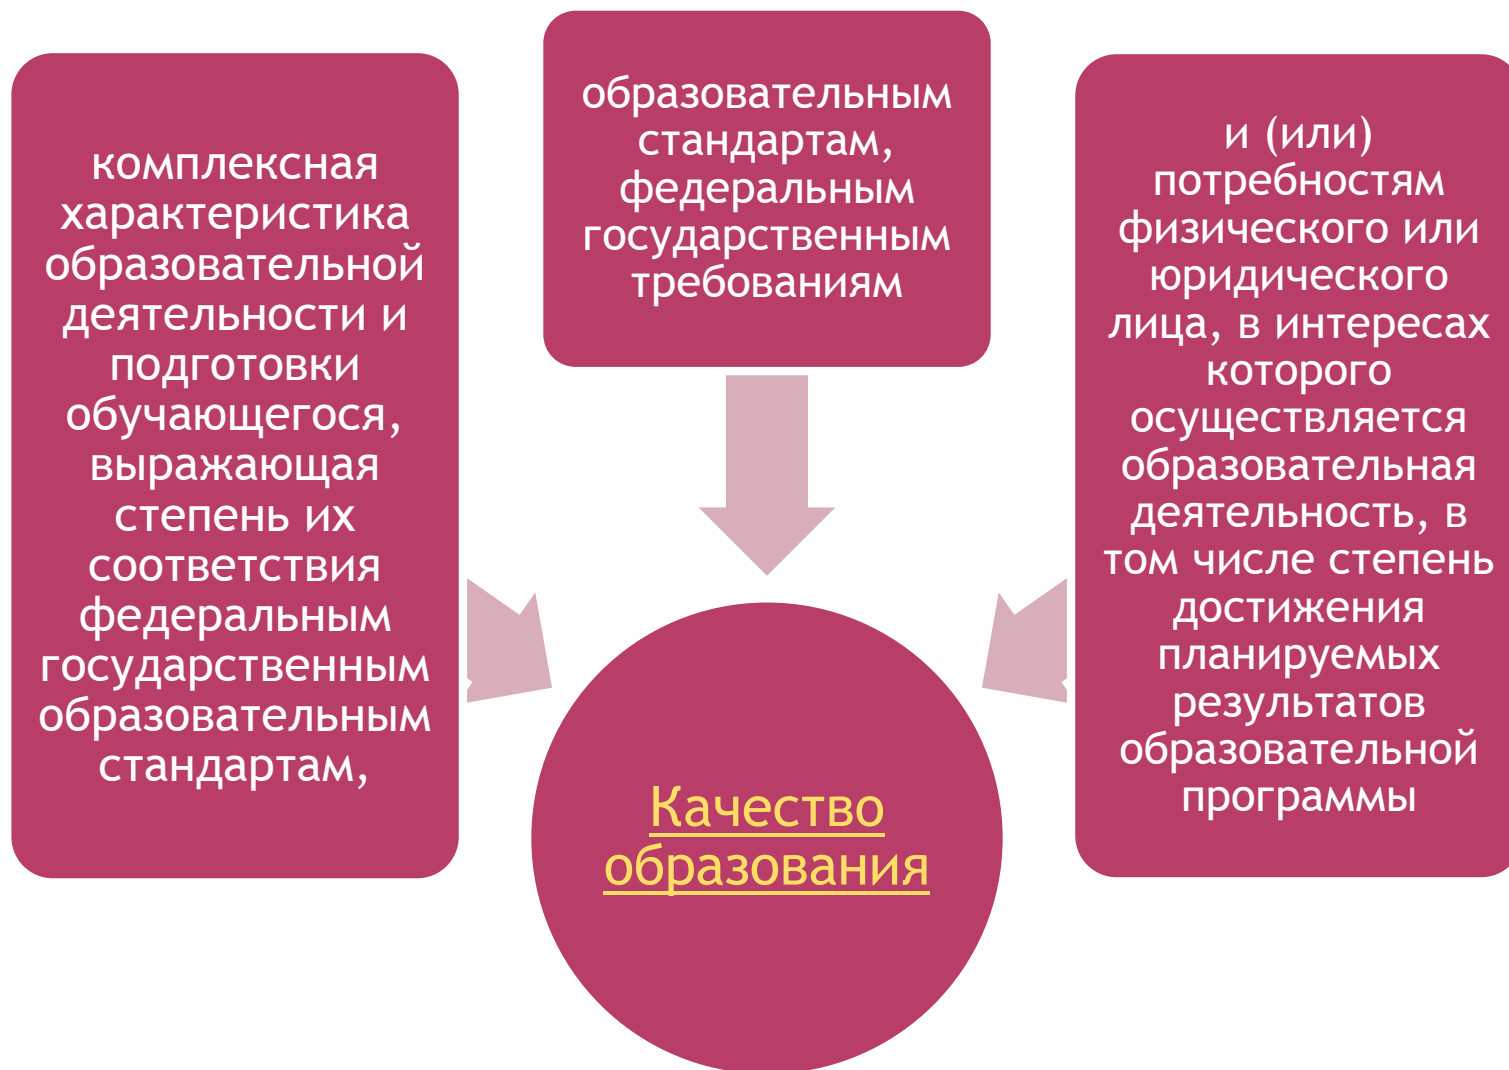 комплексная
характеристика
образовательной
деятельности и
подготовки
обучающегося,
выражающая
степень их
соответствия
федеральным
государственным
образовательным
стандартам,
образовательным
стандартам,
федеральным
государственным
требованиям
и (или)
потребностям
физического или
юридического
лица, в интересах
которого
осуществляется
образовательная
деятельность, в
том числе степень
достижения
планируемых
результатов
образовательной
программы
Качество
образования